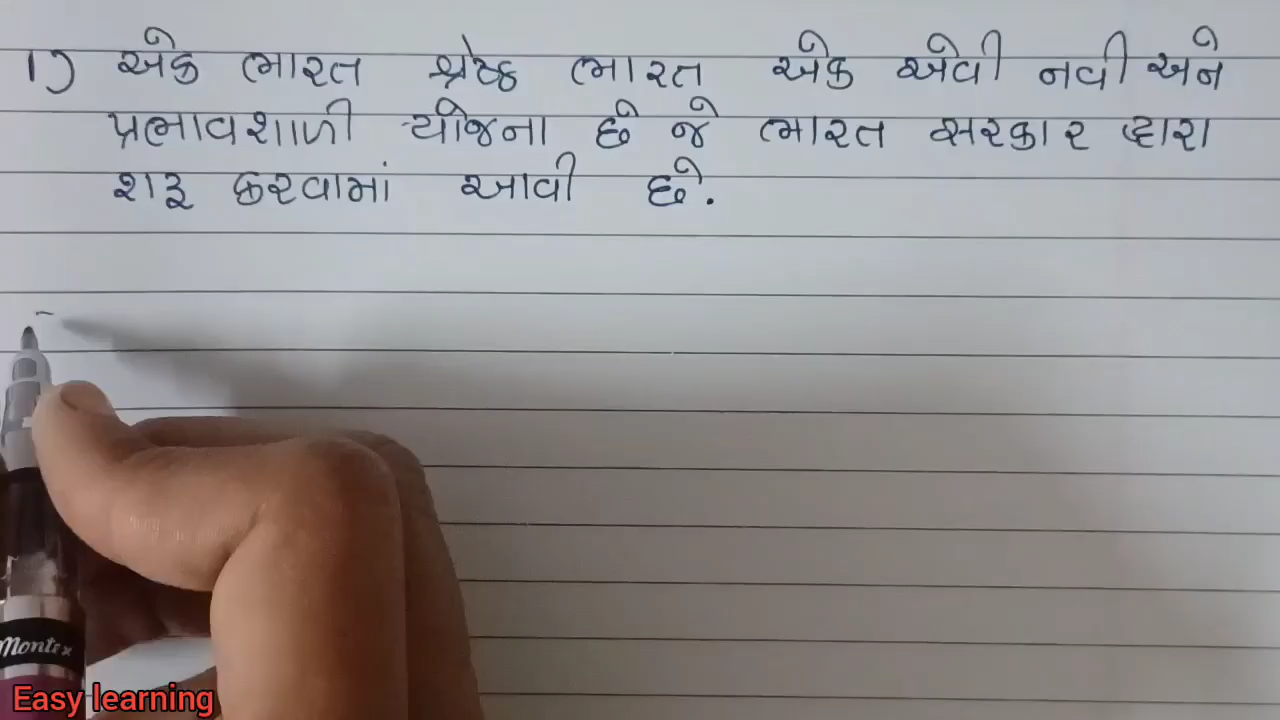 1) એક ભારત શ્રેષ્ઠ ભારત એક એવી નવી અને
પ્રભાવશાળી યોજના છે જે ભારત સરકાર દ્વારા
શરૂ કરવામાં આવી છે.
Montex
Easy learning